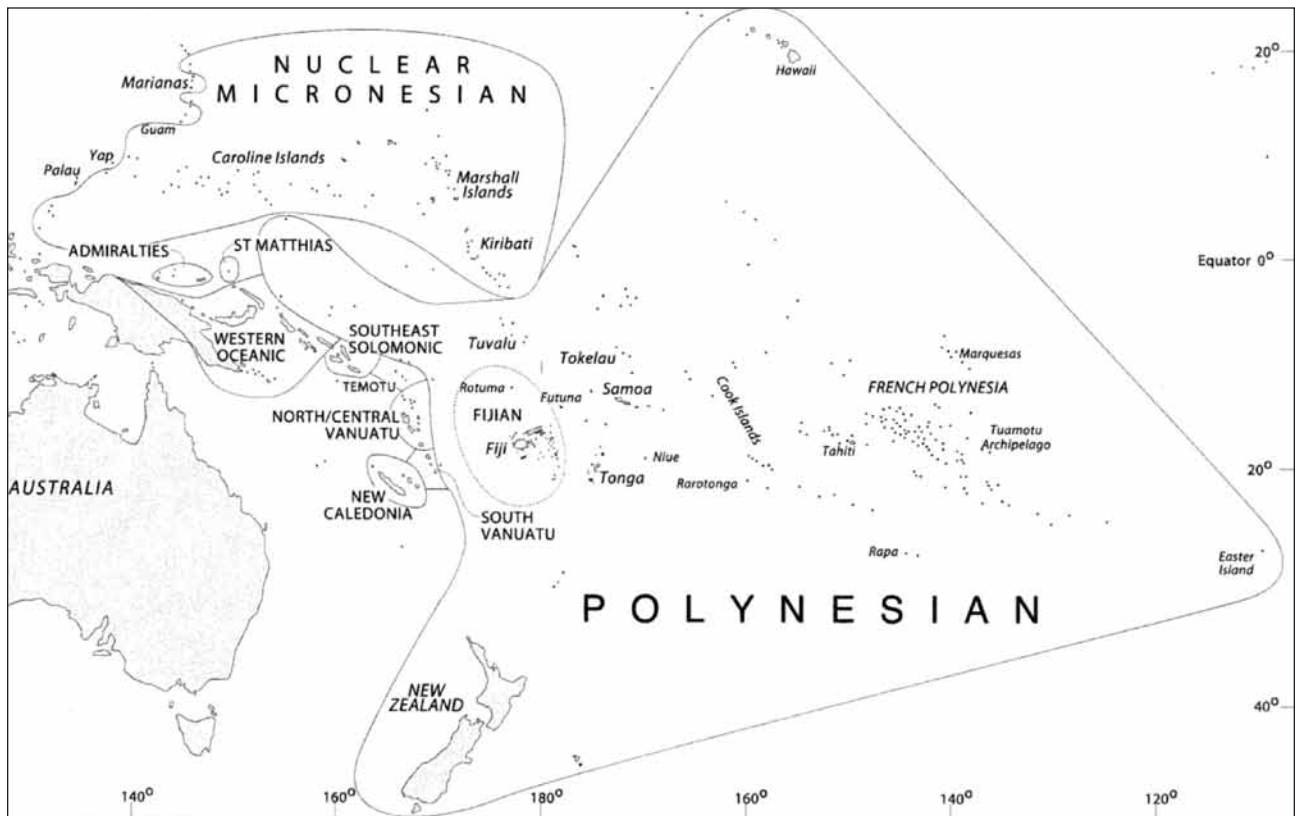 NUCLEAR
MICRONESIAN
Marianas
Guam
Yap
Palau
Caroline Islands
Marshall
Islands
Kiribati
Hawaii
20°
ADMIRALTIES
ST MATTHIAS
Equator 0°
WESTERN
OCEANIC
SOUTHEAST
SOLOMONIC
TEMOTU
NORTH/CENTRAL
VANUATU
NEW
CALEDONIA
SOUTH
VANUATU
Tuvalu
Tokelau
Rotuma
Futuna
Samoa
FIJIAN
Fiji
Tonga
Niue
Rarotonga
Cook Islands
Marquesas
FRENCH POLYNESIA
Tahiti
Tuamotu
Archipelago
20°
AUSTRALIA
Rapa
Easter
Island
POLYNESIAN
NEW
ZEALAND
40°
140°
160°
180°
160°
140°
120°